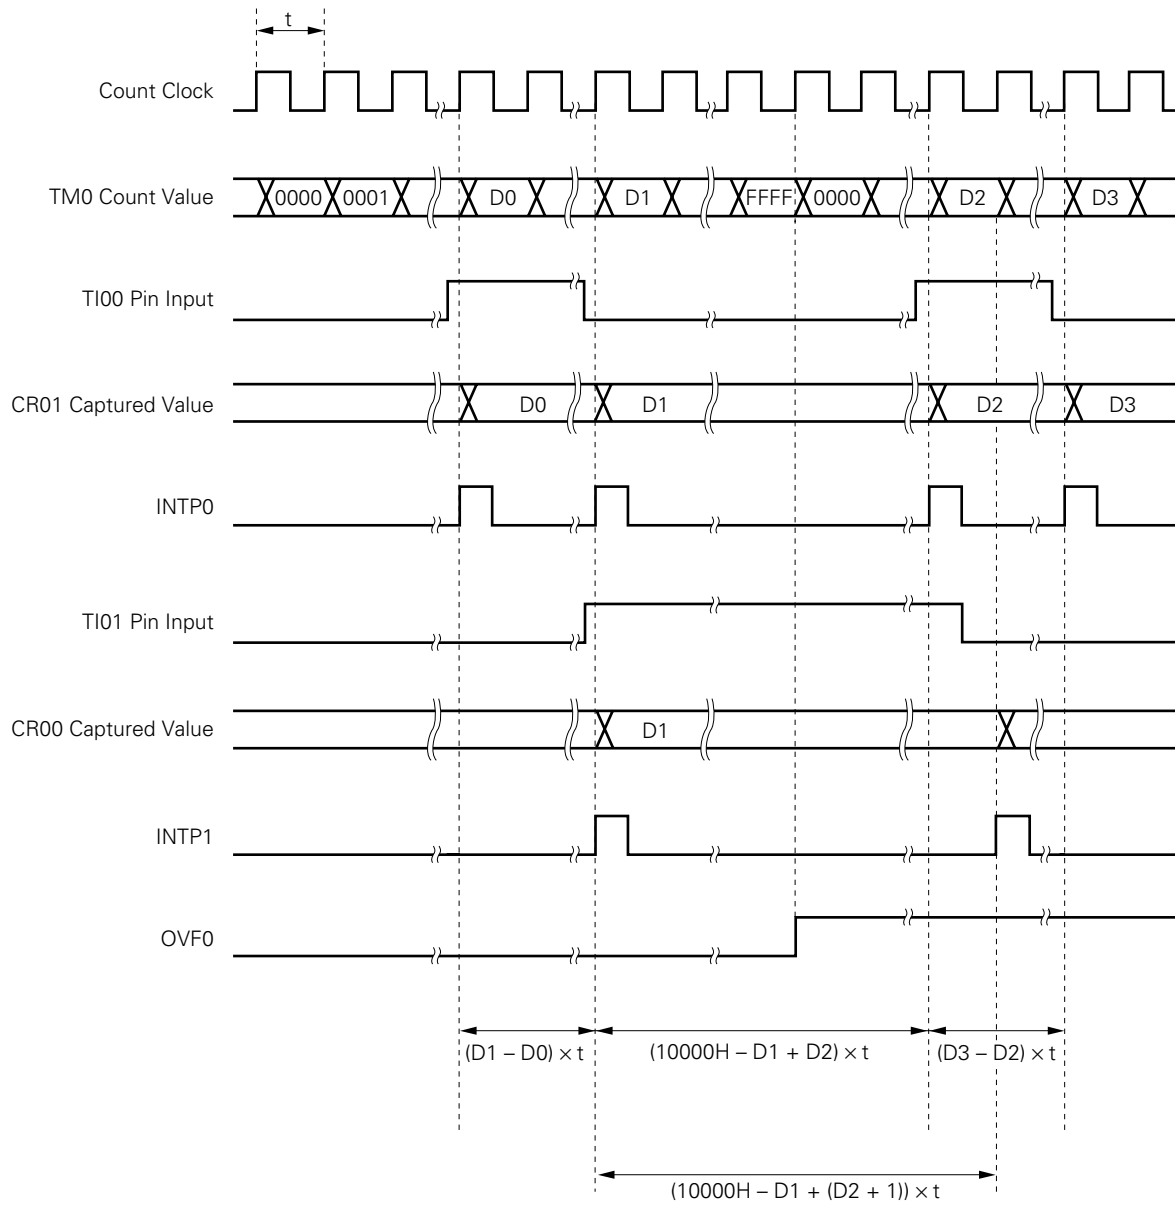 t
Count Clock
TM0 Count Value 0000 0001 D0 D1 FFFF 0000 D2 D3
TI00 Pin Input
CR01 Captured Value D0 D1 D2 D3
INTP0
TI01 Pin Input
CR00 Captured Value D1
INTP1
OVF0
(D1 – D0) × t (10000H – D1 + D2) × t (D3 – D2) × t
(10000H – D1 + (D2 + 1)) × t